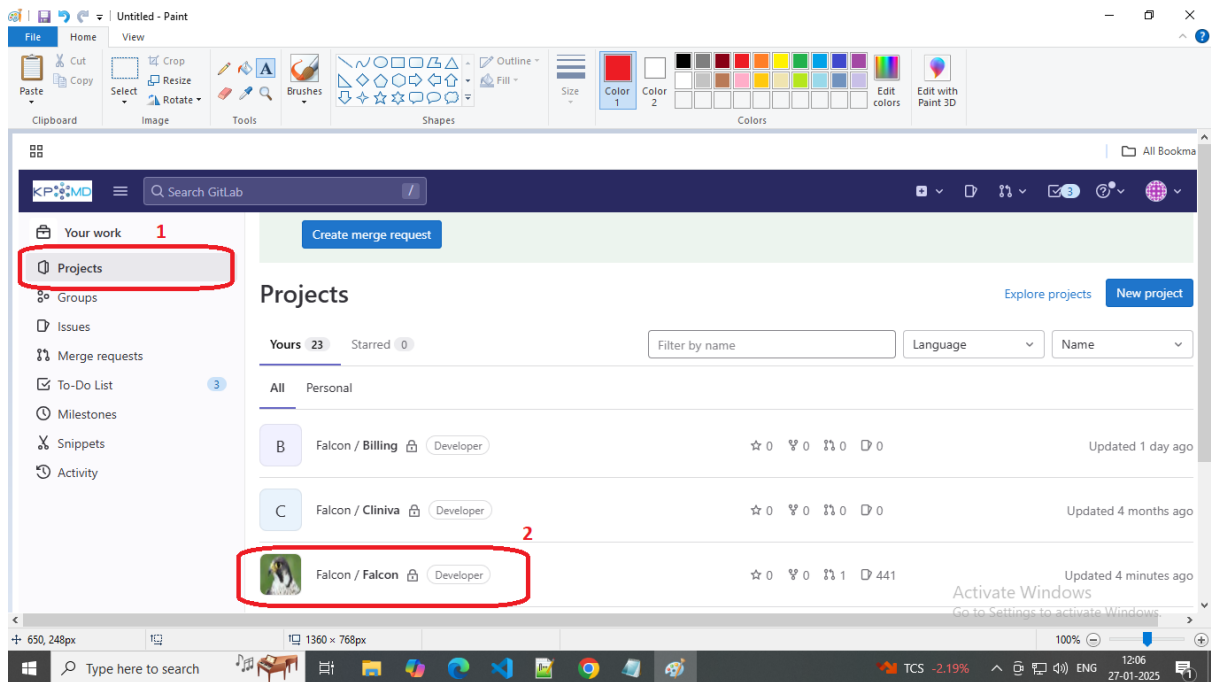 Untitled - Paint
File Home View
Paste
Cut
Copy
Clipboard
Select
Crop
Resize
Rotate
Image
A
Tools
Brushes
Outline
Fill
Shapes
Size
Color 1
Color 2
Edit colors
Colors
Edit with Paint 3D
All Bookma
KP MD
Search GitLab /
3
Your work 1
Projects
Groups
Issues
Merge requests
To-Do List 3
Milestones
Snippets
Activity
Create merge request
Projects
Explore projects New project
Yours 23 Starred 0
Filter by name Language Name
All Personal
B Falcon / Billing Developer 0 0 0 0 Updated 1 day ago
C Falcon / Cliniva Developer 0 0 0 0 Updated 4 months ago
2
Falcon / Falcon Developer 0 0 1 441 Updated 4 minutes ago
Activate Windows
Go to Settings to activate Windows.
650, 248px 1360 × 768px 100%
Type here to search TCS -2.19% ENG 12:06
27-01-2025 1